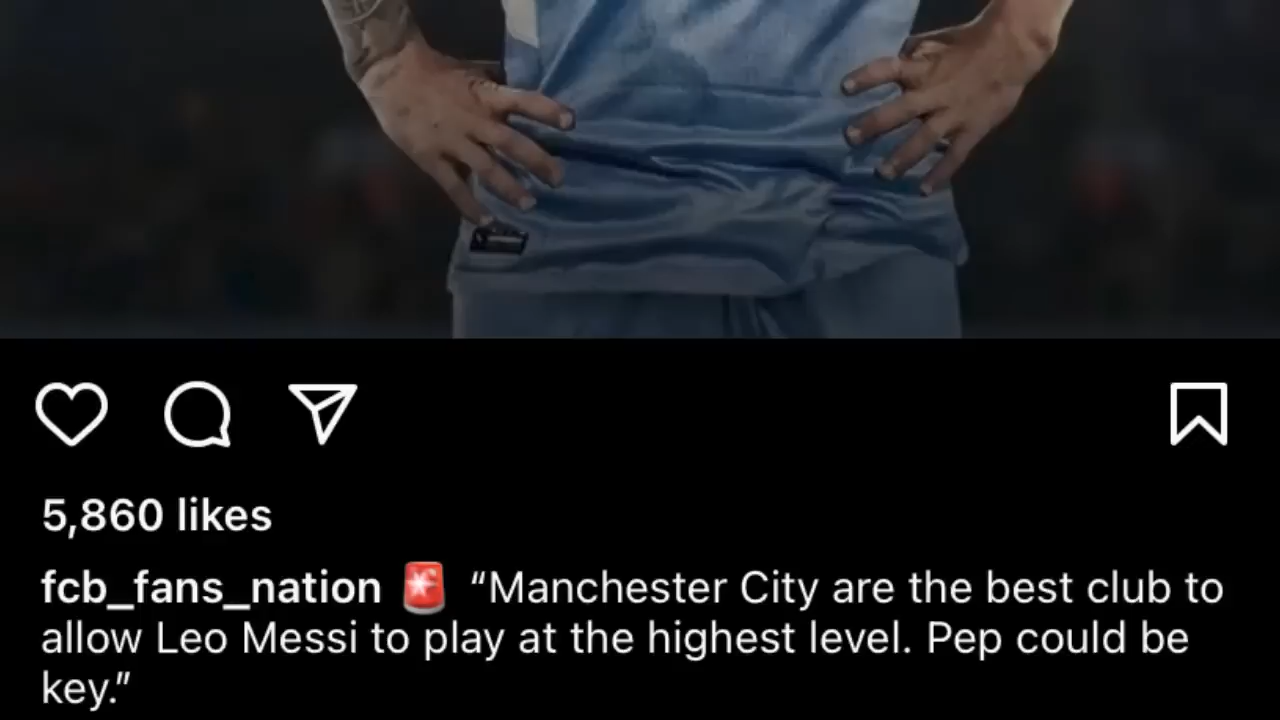 5,860 likes
fcb_fans_nation 🚨 “Manchester City are the best club to
allow Leo Messi to play at the highest level. Pep could be
key.”